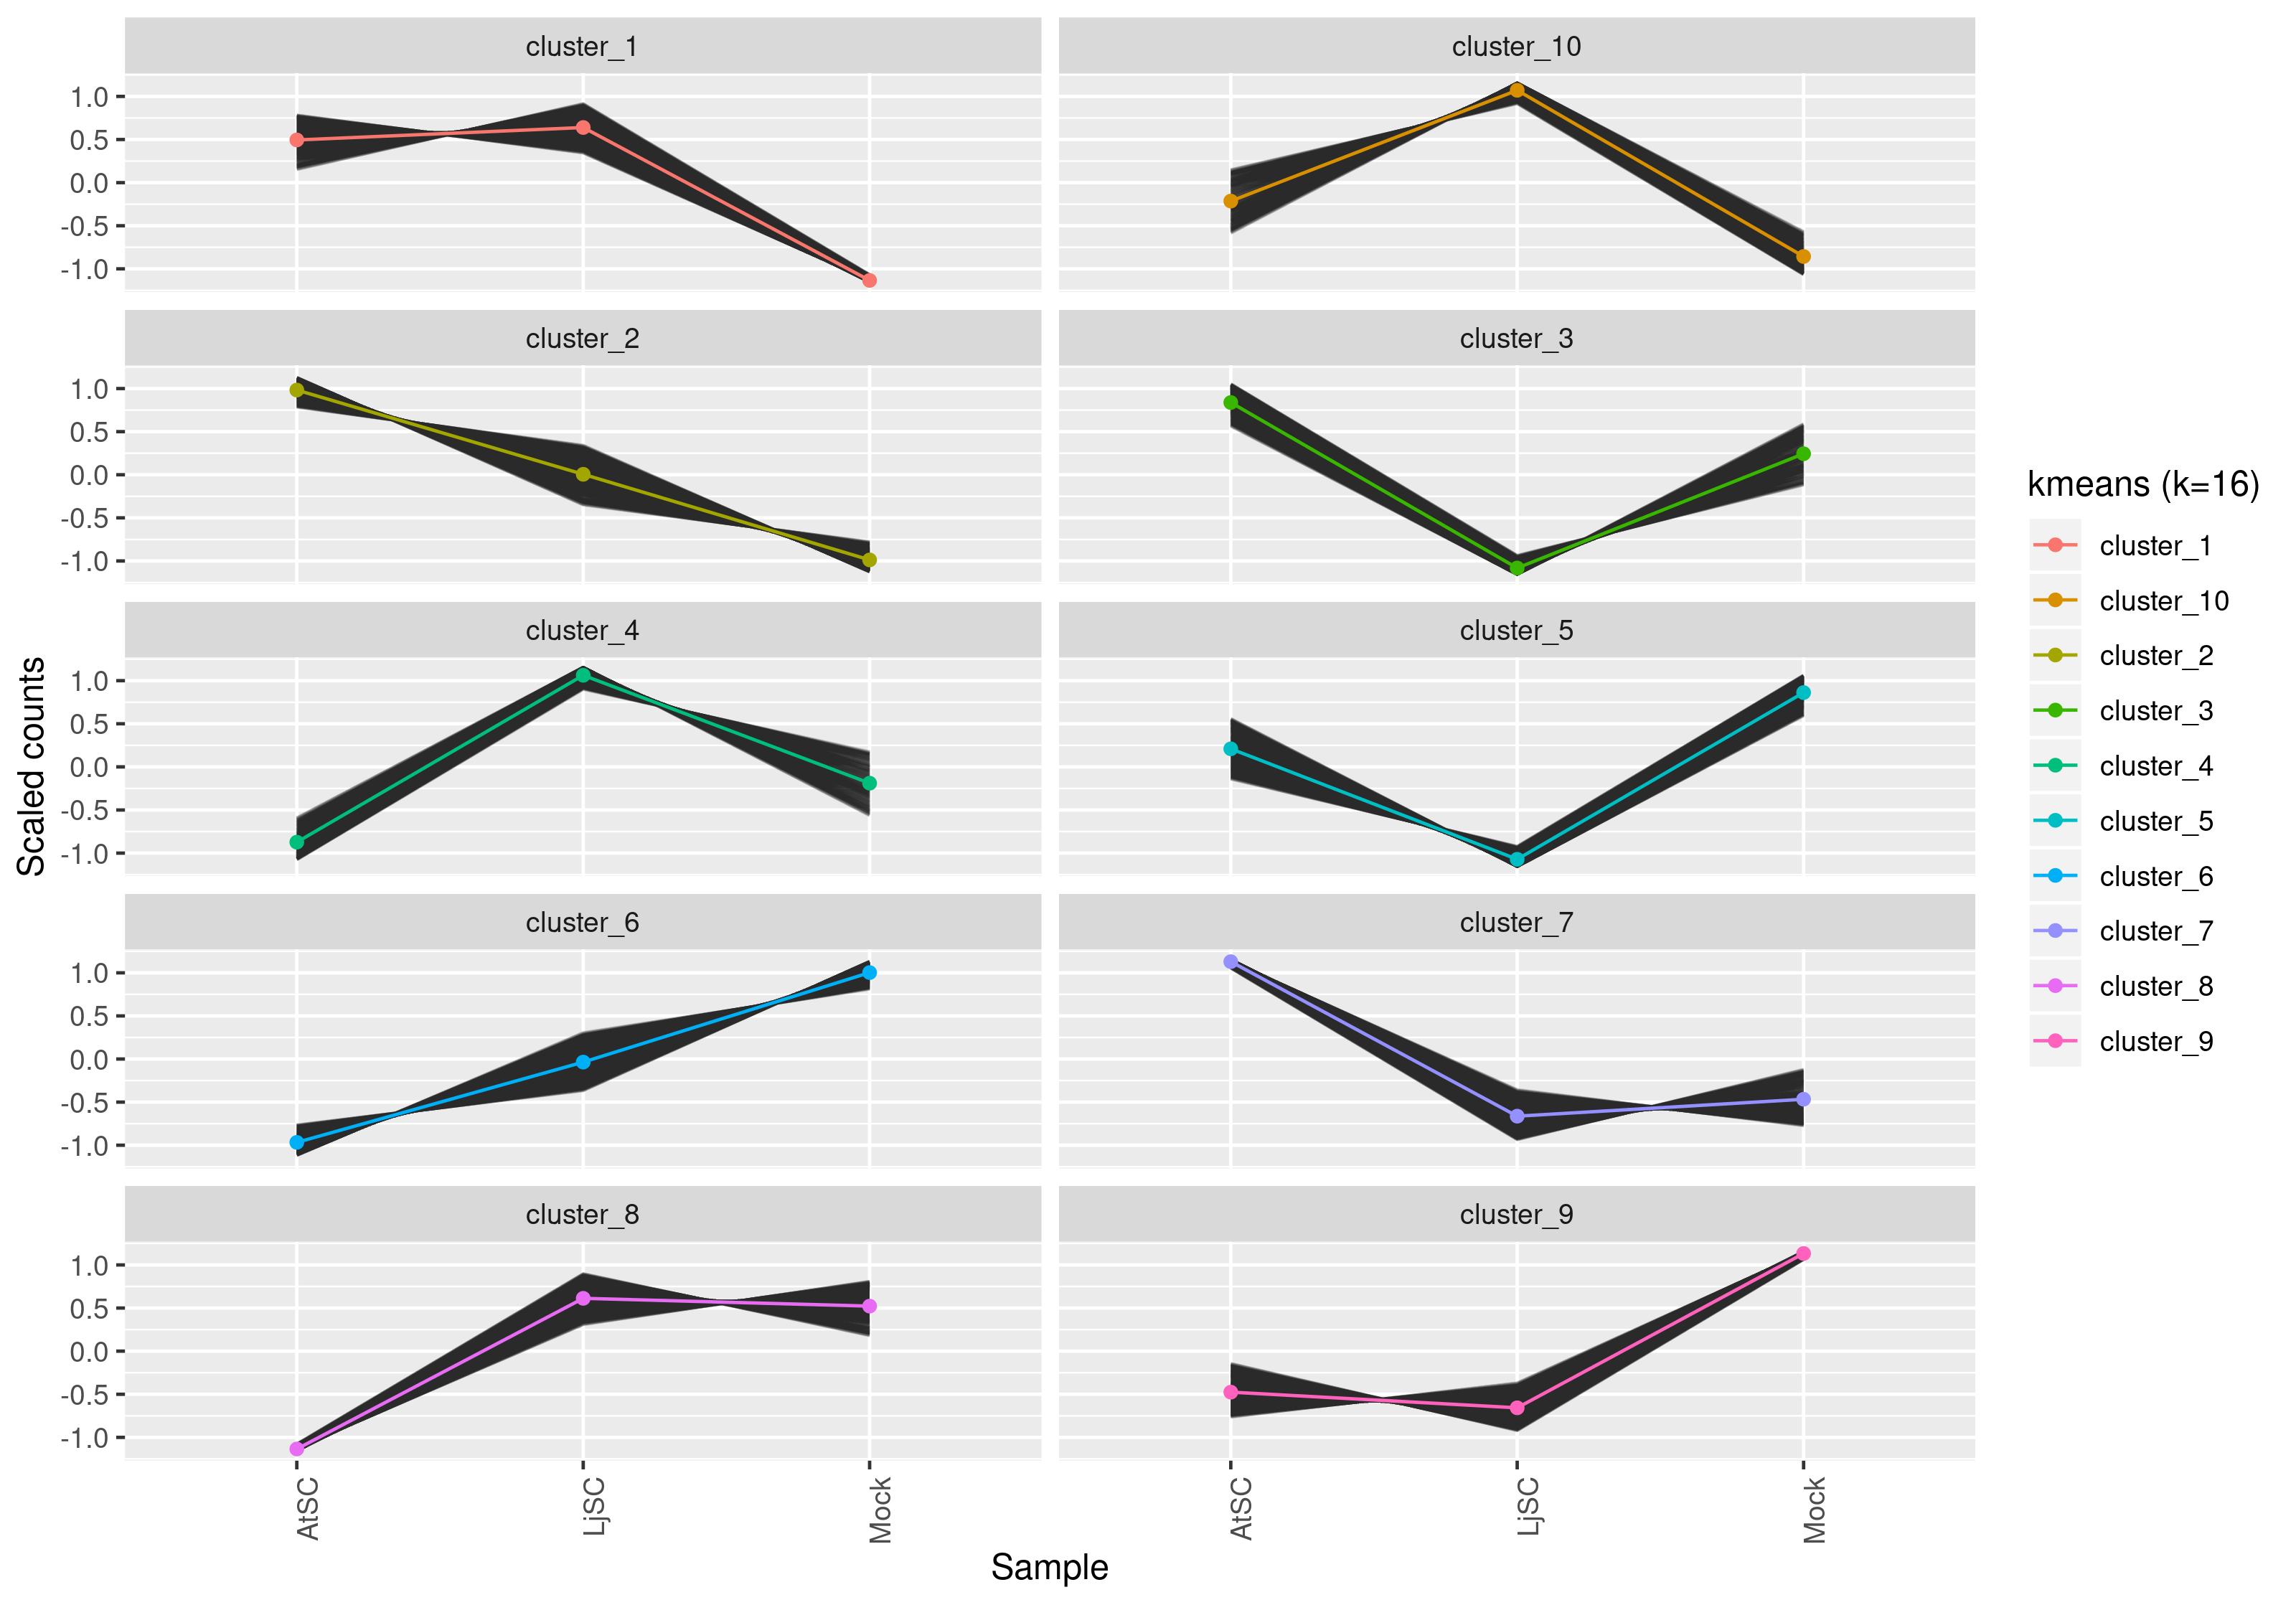 cluster_1
cluster_10
1.0
0.5
0.0
-0.5
-1.0
cluster_2
cluster_3
1.0
0.5
0.0
-0.5
-1.0
cluster_4
cluster_5
1.0
0.5
0.0
-0.5
-1.0
cluster_6
cluster_7
1.0
0.5
0.0
-0.5
-1.0
cluster_8
cluster_9
1.0
0.5
0.0
-0.5
-1.0
AtSC
LjSC
Mock
AtSC
LjSC
Mock
Sample
Scaled counts
kmeans (k=16)
cluster_1
cluster_10
cluster_2
cluster_3
cluster_4
cluster_5
cluster_6
cluster_7
cluster_8
cluster_9